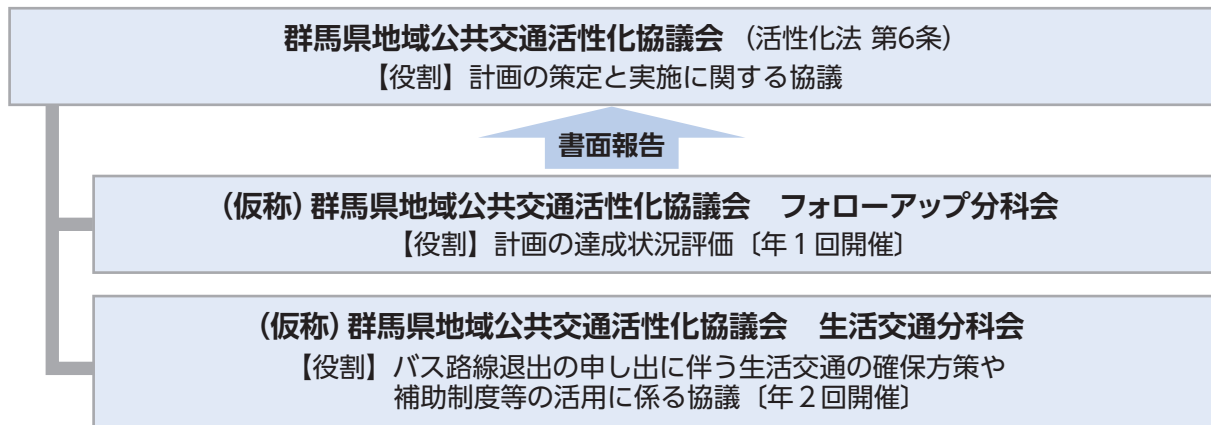 群馬県地域公共交通活性化協議会 （活性化法 第6条）
【役割】計画の策定と実施に関する協議
書面報告
（仮称）群馬県地域公共交通活性化協議会　フォローアップ分科会
【役割】計画の達成状況評価〔年１回開催〕
（仮称）群馬県地域公共交通活性化協議会　生活交通分科会
【役割】バス路線退出の申し出に伴う生活交通の確保方策や
補助制度等の活用に係る協議〔年２回開催〕